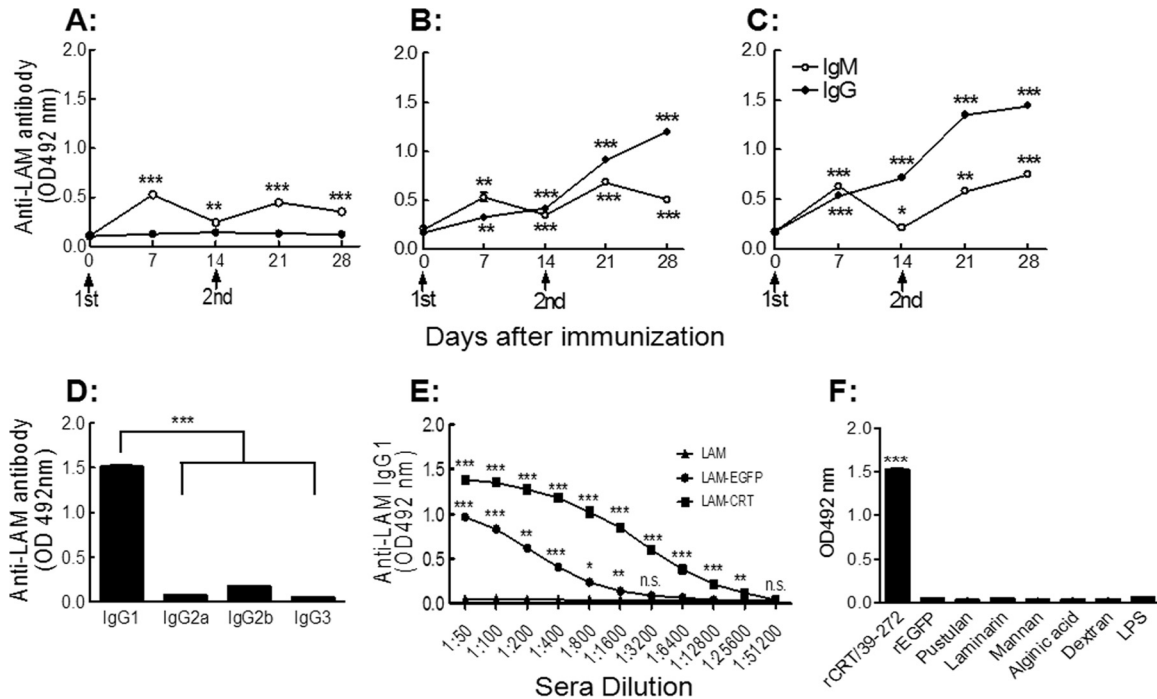 A:
B:
C:
Anti-LAM antibody
(OD492 nm)
2.0
1.5
1.0
0.5
0.0
***
**
***
***
0
7
14
21
28
1st
2nd
2.0
1.5
1.0
0.5
0.0
**
**
***
***
***
***
***
***
0
7
14
21
28
1st
2nd
2.0
1.5
1.0
0.5
0.0
IgM
IgG
***
***
***
*
***
**
***
***
0
7
14
21
28
1st
2nd
Days after immunization
D:
E:
F:
Anti-LAM antibody
(OD 492nm)
2.0
1.5
1.0
0.5
0.0
***
IgG1
IgG2a
IgG2b
IgG3
Anti-LAM IgG1
(OD492 nm)
2.0
1.5
1.0
0.5
0.0
LAM
LAM-EGFP
LAM-CRT
*** *** *** *** *** *** *** *** *** ** n.s.
*** *** ** *** * ** n.s.
1:50
1:100
1:200
1:400
1:800
1:1600
1:3200
1:6400
1:12800
1:25600
1:51200
Sera Dilution
OD492 nm
2.0
1.5
1.0
0.5
0.0
***
rCRT/39-272
rEGFP
Pustulan
Laminarin
Mannan
Alginic acid
Dextran
LPS